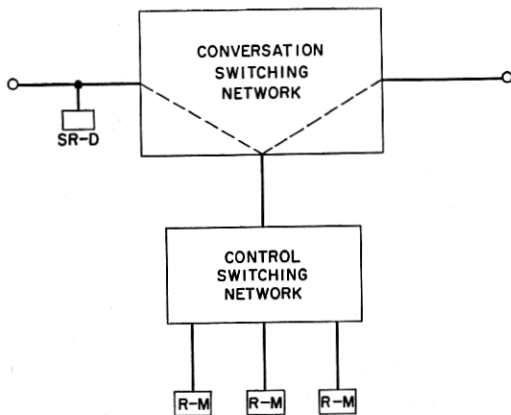 CONVERSATION
SWITCHING
NETWORK
SR-D
CONTROL
SWITCHING
NETWORK
R-M R-M R-M